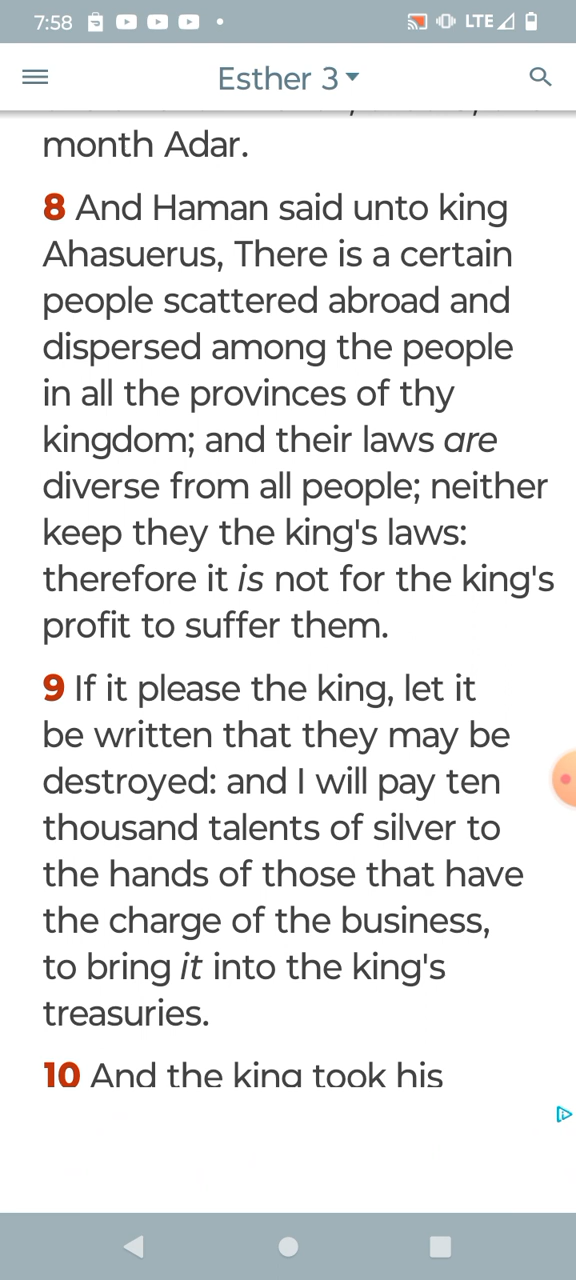 7:58
LTE
Esther 3
month Adar.
8 And Haman said unto king
Ahasuerus, There is a certain
people scattered abroad and
dispersed among the people
in all the provinces of thy
kingdom; and their laws are
diverse from all people; neither
keep they the king's laws:
therefore it is not for the king's
profit to suffer them.
9 If it please the king, let it
be written that they may be
destroyed: and I will pay ten
thousand talents of silver to
the hands of those that have
the charge of the business,
to bring it into the king's
treasuries.
10 And the king took his